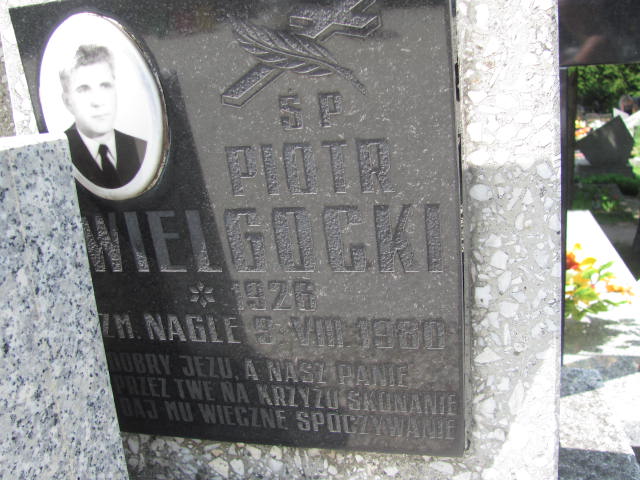 Ś P
PIOTR
WIELGOCKI
* 1926
ZM. NAGLE 5 VIII 1980
DOBRY JEZU, A NASZ PANIE
PRZEZ TWE NA KRZYŻU SKONANIE
DAJ MU WIECZNE SPOCZYWANIE